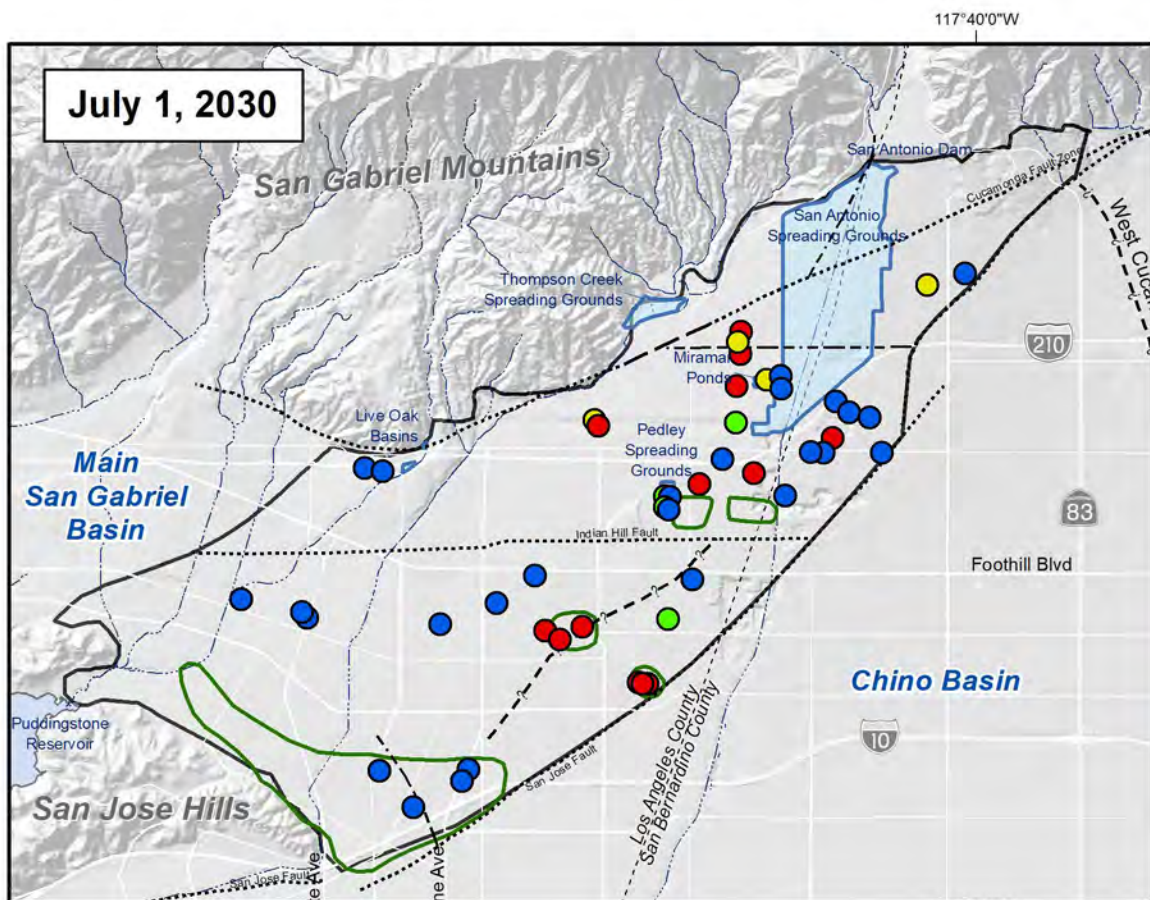 117°40'0"W
July 1, 2030
San Gabriel Mountains
San Antonio Dam
Cucamonga Fault Zone
San Antonio
Spreading Grounds
West Cucam
Thompson Creek
Spreading Grounds
210
Miramar
Ponds
Live Oak
Basins
Pedley
Spreading
Grounds
Main
San Gabriel
Basin
83
Indian Hill Fault
Foothill Blvd
?
?
?
?
?
Chino Basin
Puddingstone
Reservoir
10
San Jose Fault
Los Angeles County
San Bernardino County
San Jose Hills
San Jose Fault
te Ave
ne Ave